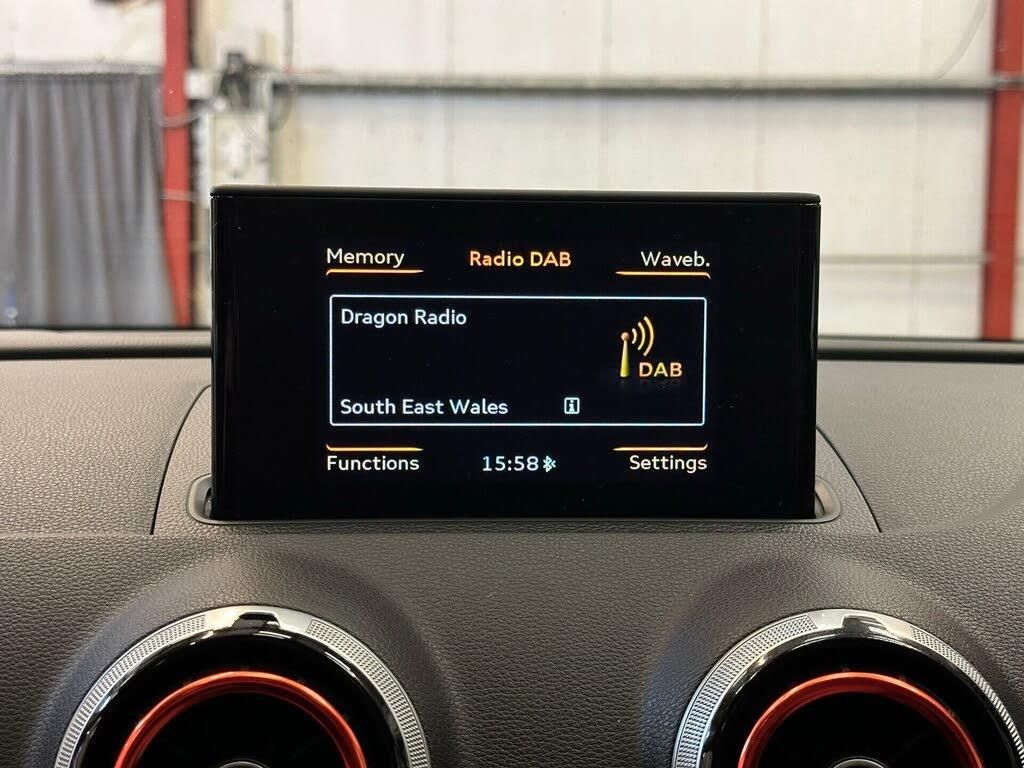 Memory Radio DAB Waveb.
Dragon Radio
DAB
South East Wales
Functions 15:58 Settings